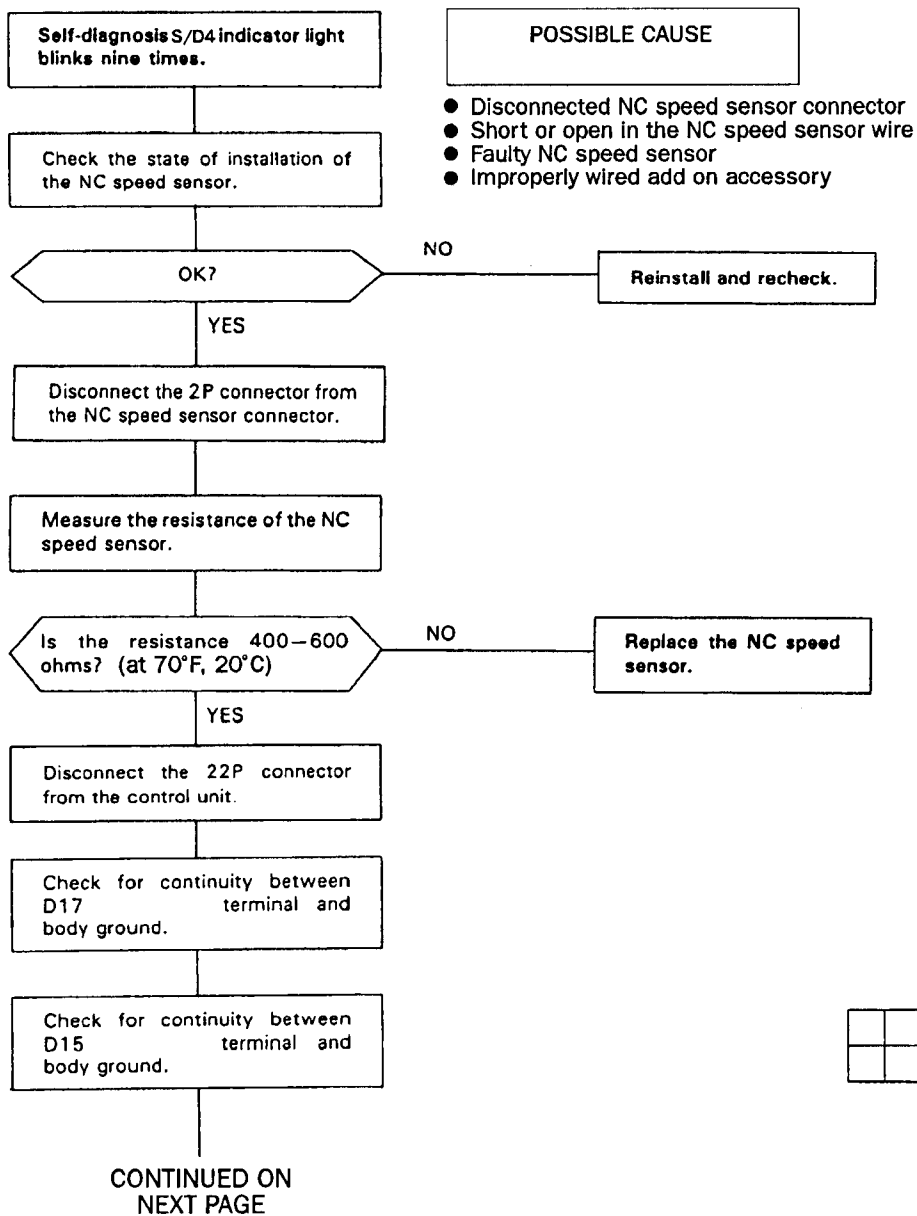 Self-diagnosis S/D4 indicator light
blinks nine times.
POSSIBLE CAUSE
● Disconnected NC speed sensor connector
● Short or open in the NC speed sensor wire
● Faulty NC speed sensor
● Improperly wired add on accessory
Check the state of installation of
the NC speed sensor.
OK?
NO
Reinstall and recheck.
YES
Disconnect the 2P connector from
the NC speed sensor connector.
Measure the resistance of the NC
speed sensor.
Is the resistance 400–600
ohms? (at 70°F, 20°C)
NO
Replace the NC speed
sensor.
YES
Disconnect the 22P connector
from the control unit.
Check for continuity between
D17 terminal and
body ground.
Check for continuity between
D15 terminal and
body ground.
CONTINUED ON
NEXT PAGE